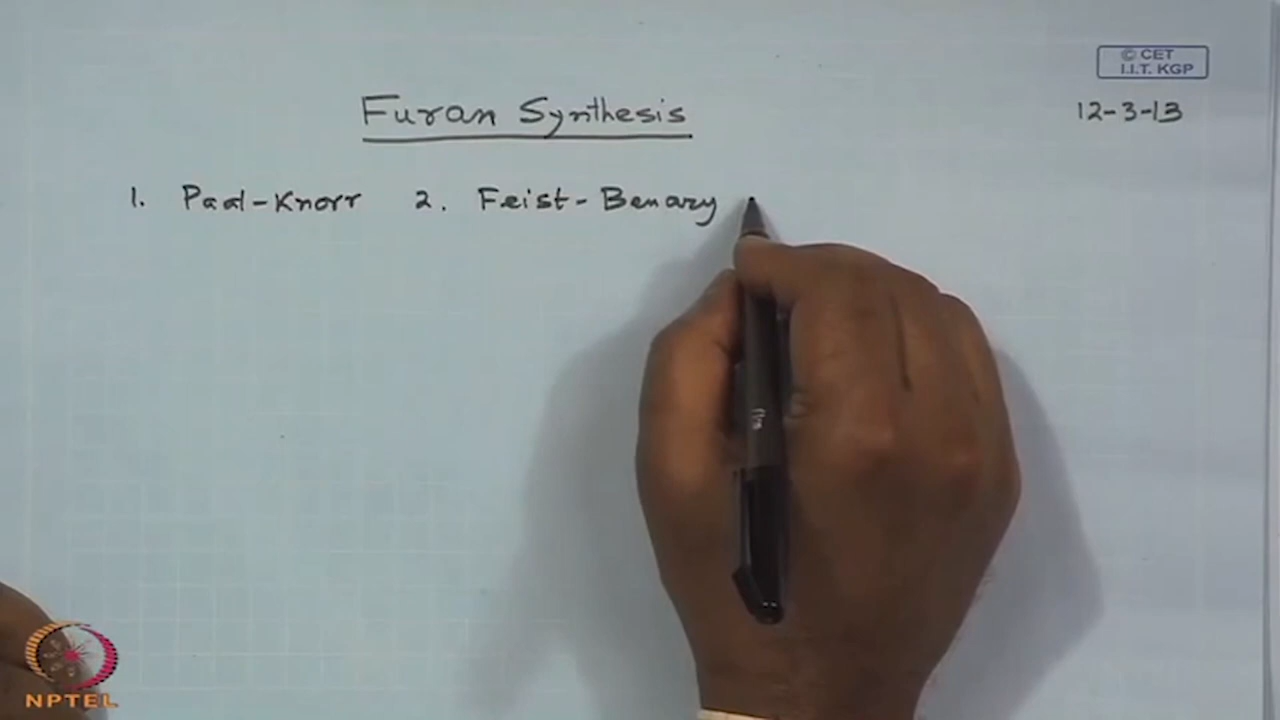 © CET
I.I.T. KGP
Furan Synthesis
12-3-13
1. Paal-Knorr 2. Feist-Benary
NPTEL